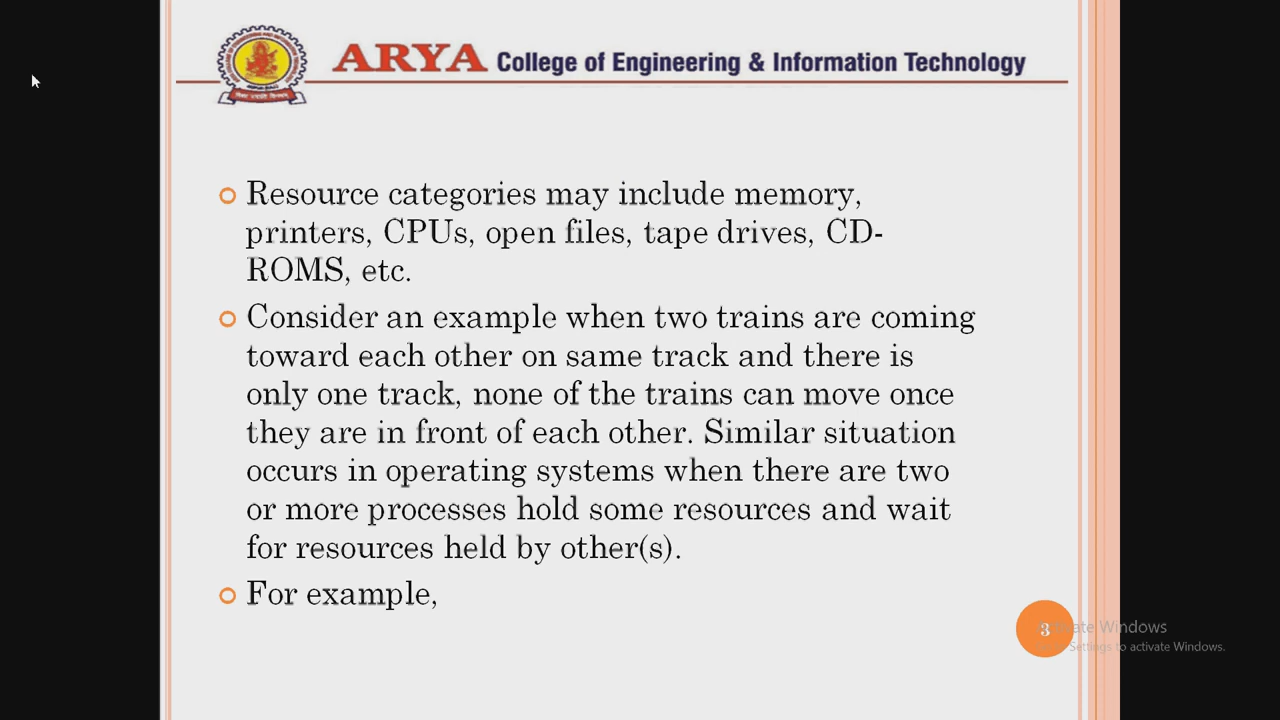 ARYA College of Engineering & Information Technology
Resource categories may include memory,
printers, CPUs, open files, tape drives, CD-
ROMS, etc.
Consider an example when two trains are coming
toward each other on same track and there is
only one track, none of the trains can move once
they are in front of each other. Similar situation
occurs in operating systems when there are two
or more processes hold some resources and wait
for resources held by other(s).
For example,
3
Windows
Settings to activate Windows.